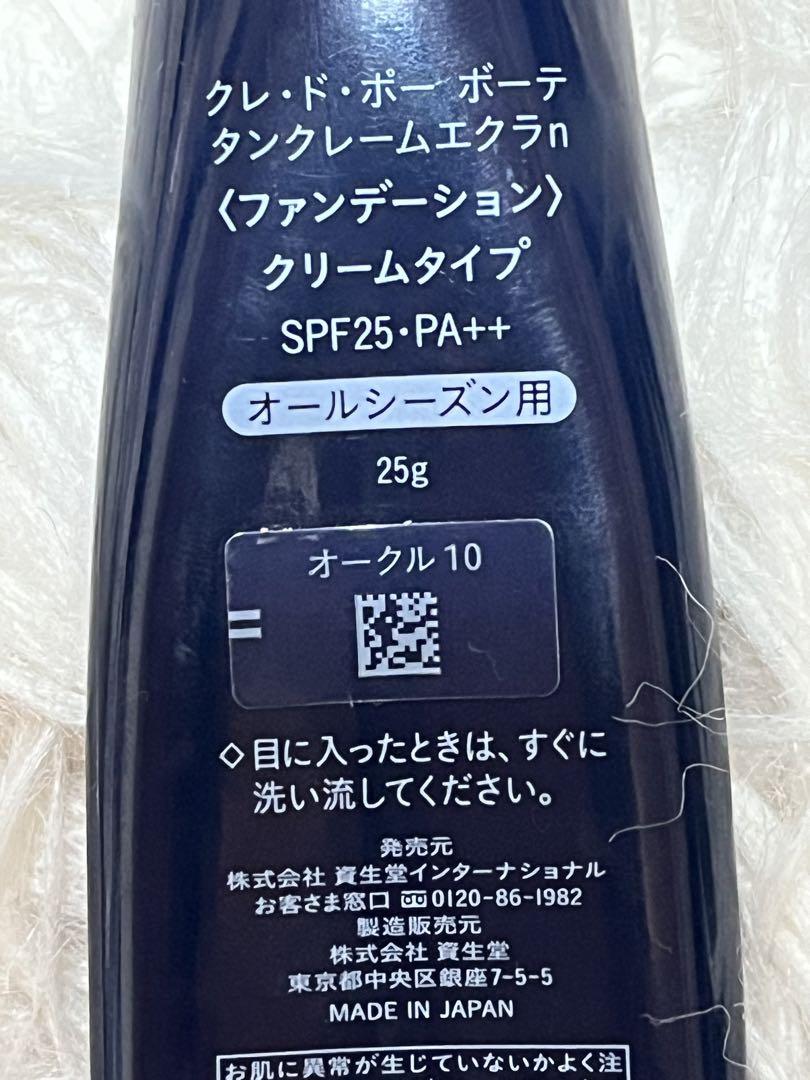 クレ・ド・ポー ボーテ
タンクレームエクラn
〈ファンデーション〉
クリームタイプ
SPF25・PA++
オールシーズン用
25g
オークル10
◇目に入ったときは、すぐに
洗い流してください。
発売元
株式会社 資生堂インターナショナル
お客さま窓口 0120-86-1982
製造販売元
株式会社 資生堂
東京都中央区銀座7-5-5
MADE IN JAPAN
お肌に異常が生じていないかよく注